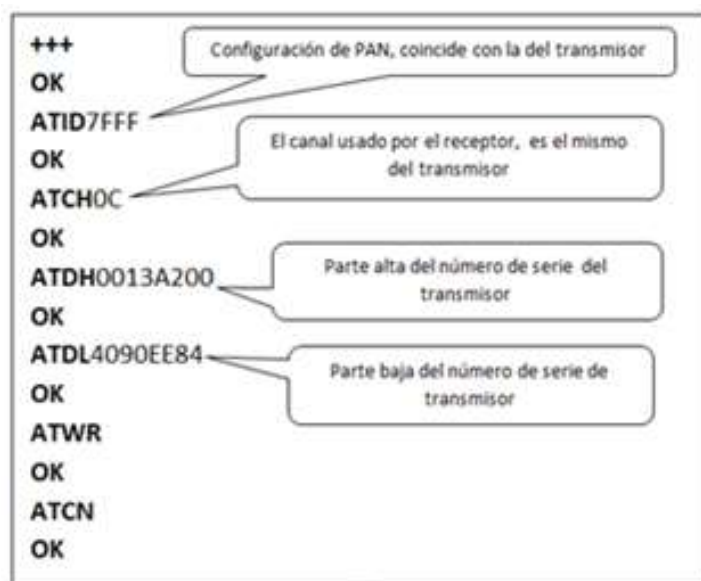 +++
Configuración de PAN, coincide con la del transmisor
OK
ATID7FFF
El canal usado por el receptor, es el mismo
del transmisor
OK
ATCH0C
OK
Parte alta del número de serie del
transmisor
ATDH0013A200
OK
ATDL4090EE84
Parte baja del número de serie de
transmisor
OK
ATWR
OK
ATCN
OK